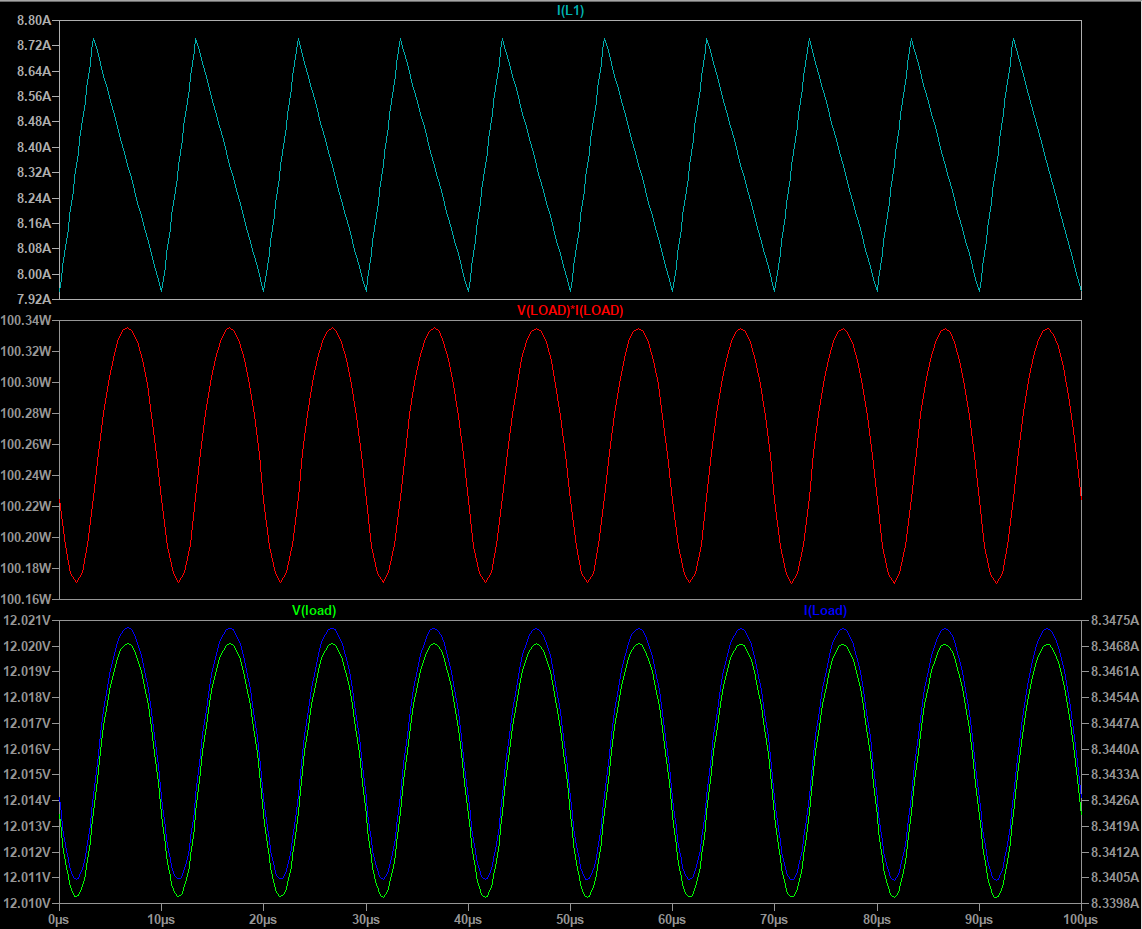 I(L1)
8.80A
8.72A
8.64A
8.56A
8.48A
8.40A
8.32A
8.24A
8.16A
8.08A
8.00A
7.92A
V(LOAD)*I(LOAD)
100.34W
100.32W
100.30W
100.28W
100.26W
100.24W
100.22W
100.20W
100.18W
100.16W
V(load) I(Load)
12.021V 8.3475A
12.020V 8.3468A
12.019V 8.3461A
12.018V 8.3454A
12.017V 8.3447A
12.016V 8.3440A
12.015V 8.3433A
12.014V 8.3426A
12.013V 8.3419A
12.012V 8.3412A
12.011V 8.3405A
12.010V 8.3398A
0µs 10µs 20µs 30µs 40µs 50µs 60µs 70µs 80µs 90µs 100µs